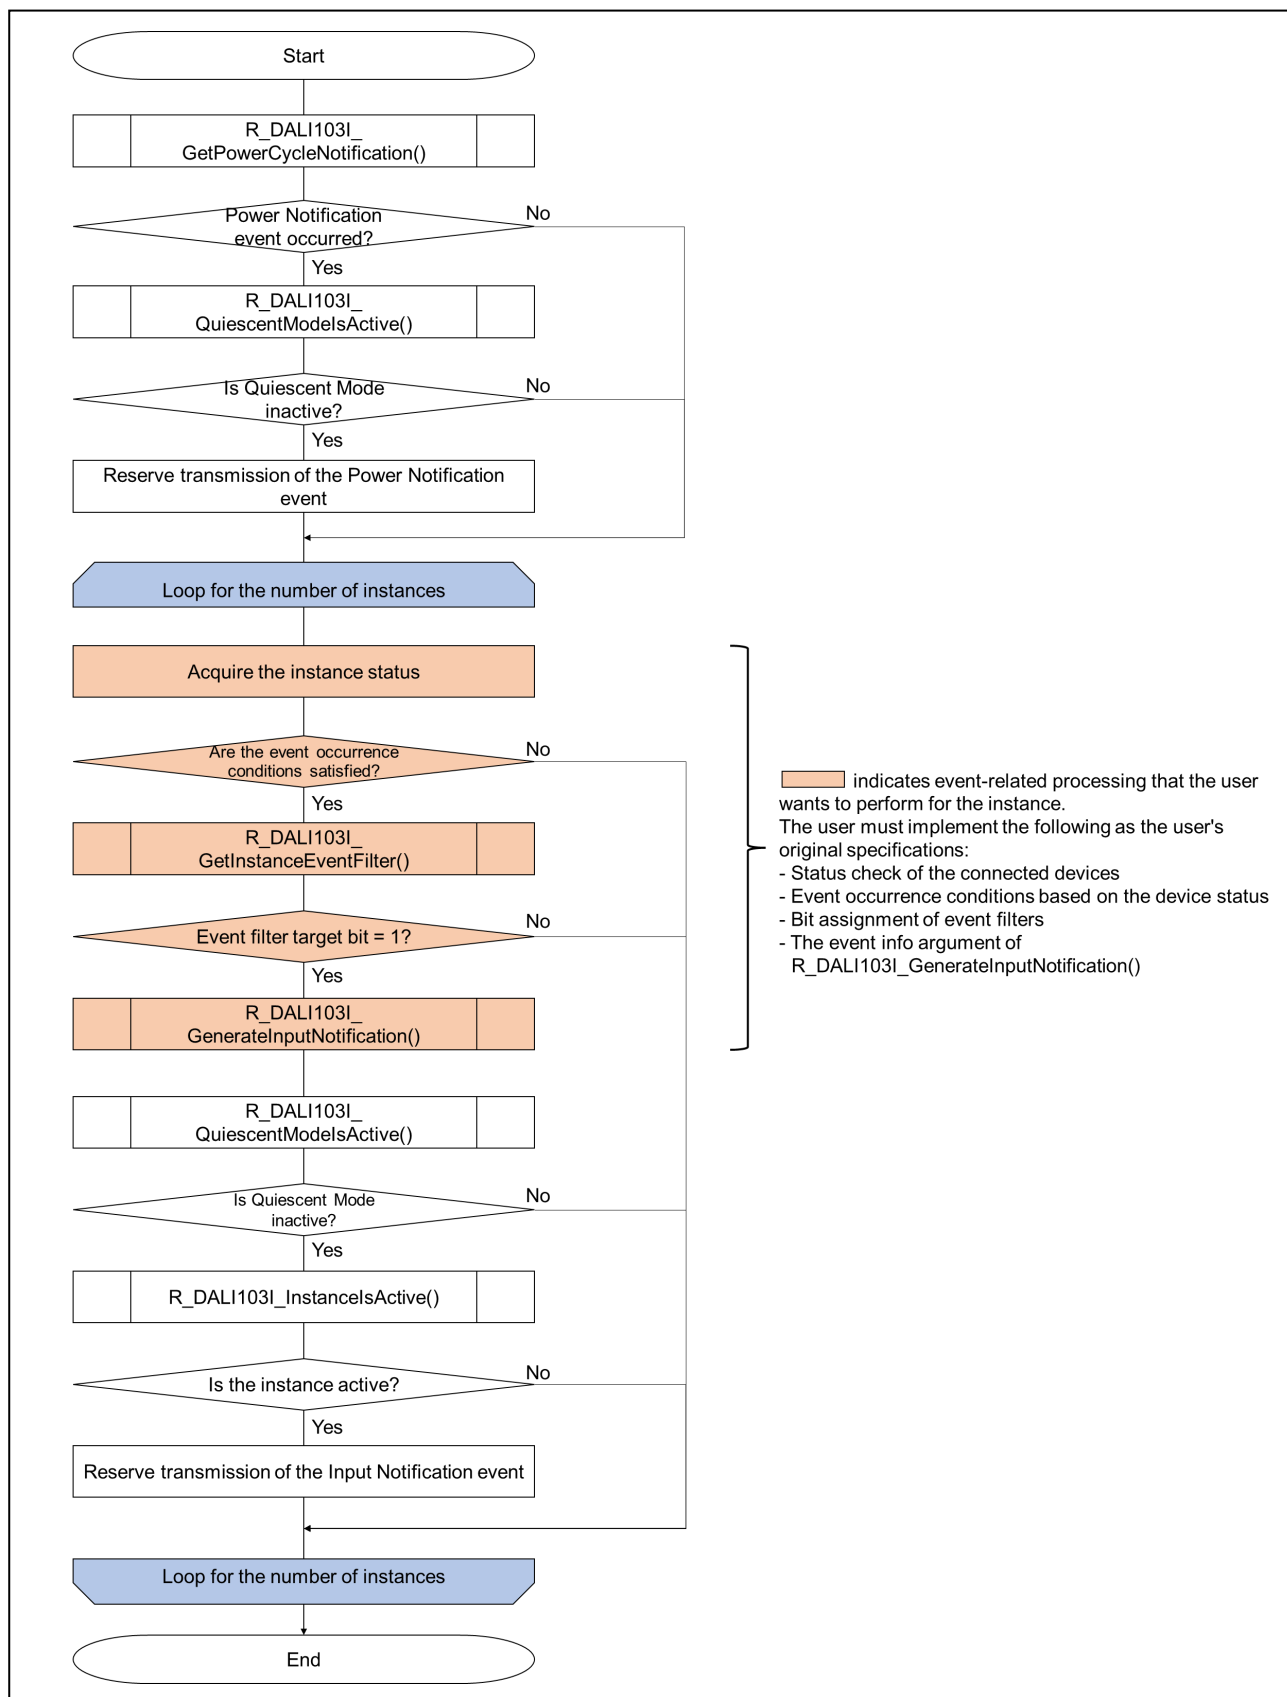 Start
R_DALI103I_
GetPowerCycleNotification()
Power Notification
event occurred?
No
Yes
R_DALI103I_
QuiescentModeIsActive()
Is Quiescent Mode
inactive?
No
Yes
Reserve transmission of the Power Notification
event
Loop for the number of instances
Acquire the instance status
Are the event occurrence
conditions satisfied?
No
Yes
R_DALI103I_
GetInstanceEventFilter()
Event filter target bit = 1?
No
Yes
R_DALI103I_
GenerateInputNotification()
indicates event-related processing that the user
wants to perform for the instance.
The user must implement the following as the user's
original specifications:
- Status check of the connected devices
- Event occurrence conditions based on the device status
- Bit assignment of event filters
- The event info argument of
R_DALI103I_GenerateInputNotification()
R_DALI103I_
QuiescentModeIsActive()
Is Quiescent Mode
inactive?
No
Yes
R_DALI103I_InstanceIsActive()
Is the instance active?
No
Yes
Reserve transmission of the Input Notification event
Loop for the number of instances
End